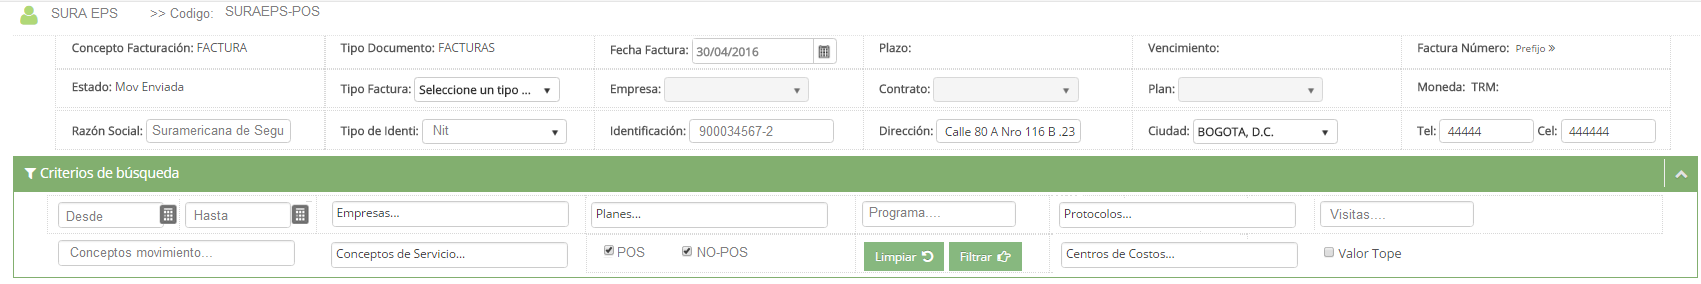 SURA EPS >> Codigo: SURAEPS-POS
Concepto Facturación: FACTURA Tipo Documento: FACTURAS Fecha Factura: 30/04/2016 Plazo: Vencimiento: Factura Número: Prefijo »
Estado: Mov Enviada Tipo Factura: Seleccione un tipo ... Empresa: Contrato: Plan: Moneda: TRM:
Razón Social: Suramericana de Segu Tipo de Identi: Nit Identificación: 900034567-2 Dirección: Calle 80 A Nro 116 B .23 Ciudad: BOGOTA, D.C. Tel: 44444 Cel: 444444
Criterios de búsqueda
Desde Hasta Empresas... Planes... Programa.... Protocolos... Visitas....
Conceptos movimiento... Conceptos de Servicio... POS NO-POS Limpiar Filtrar Centros de Costos... Valor Tope